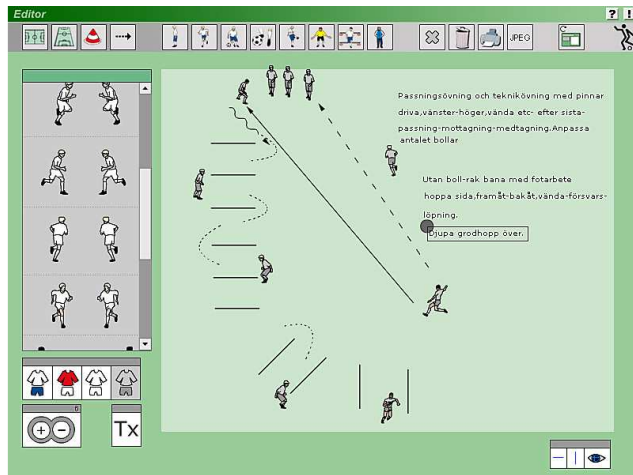 Editor
? !
JPEG
Passningsövning och teknikövning med pinnar
driva,vänster-höger,vända etc- efter sista-
passning-mottagning-medtagning.Anpassa
antalet bollar
Utan boll-rak bana med fotarbete
hoppa sida,framåt-bakåt,vända-försvars-
löpning.
Djupa grodhopp över.
Tx